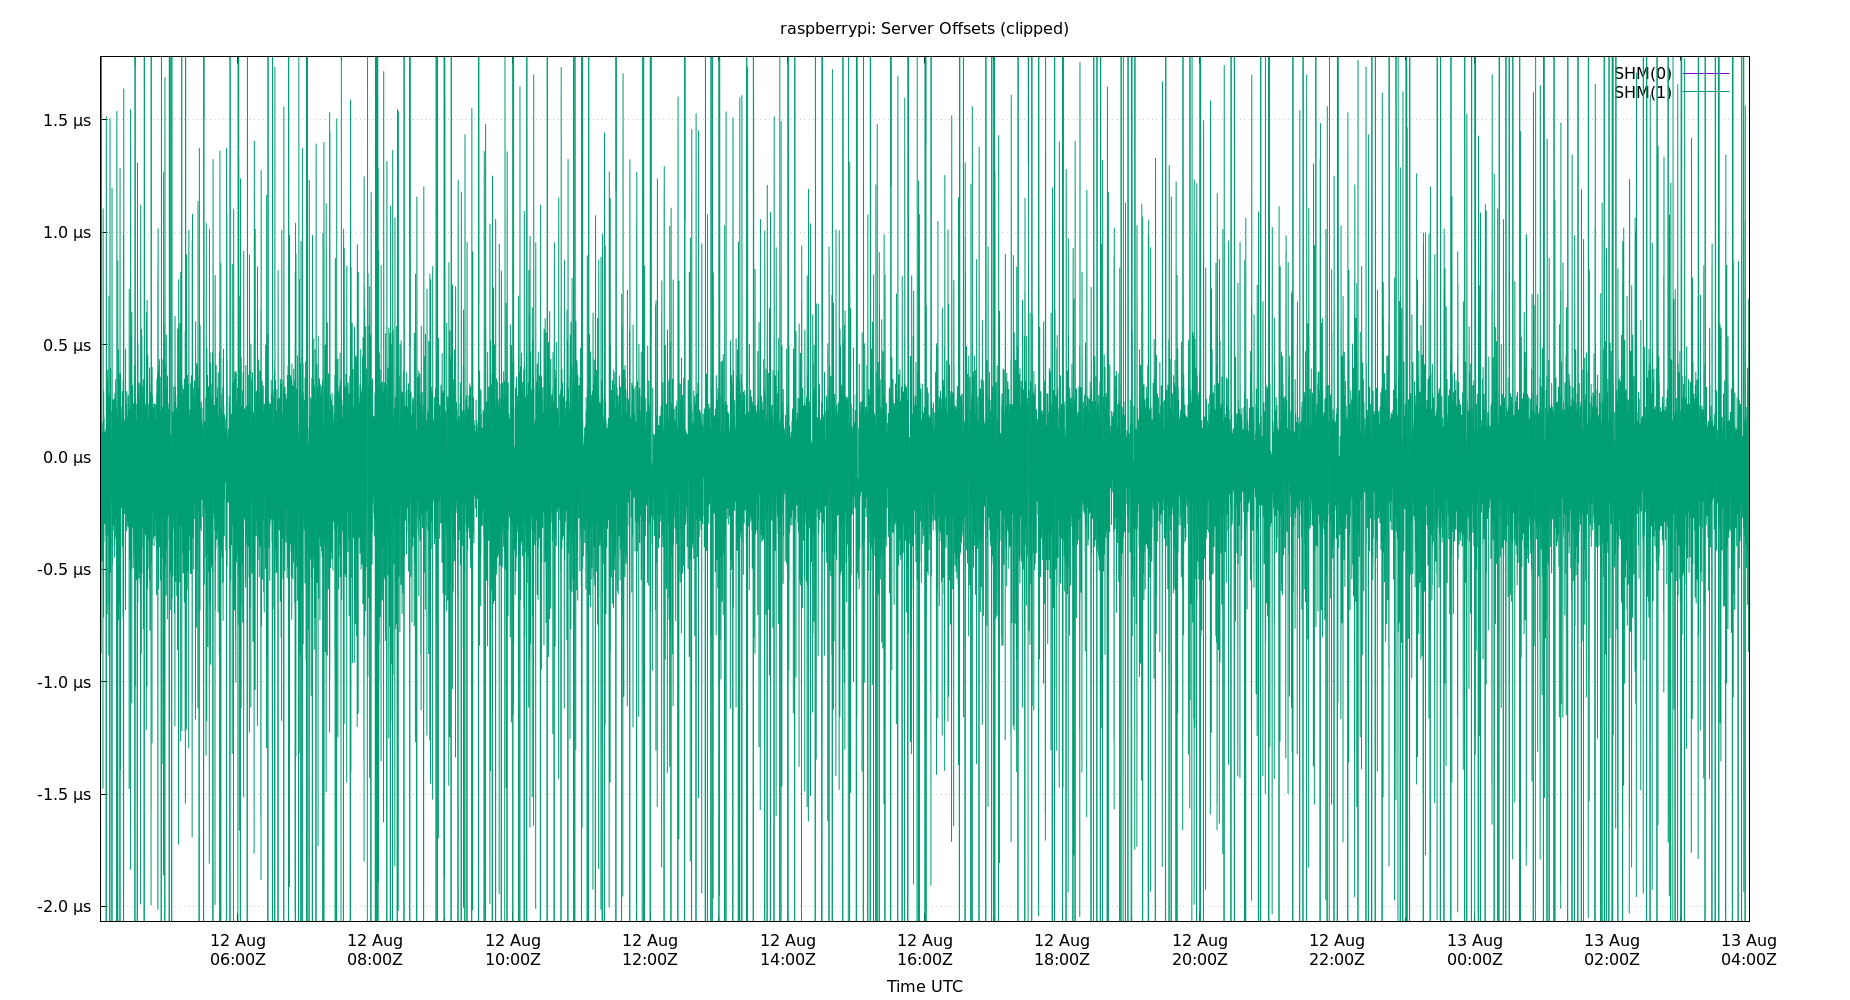 raspberrypi: Server Offsets (clipped)
SHM(0)
SHM(1)
1.5 µs
1.0 µs
0.5 µs
0.0 µs
-0.5 µs
-1.0 µs
-1.5 µs
-2.0 µs
12 Aug 12 Aug 12 Aug 12 Aug 12 Aug 12 Aug 12 Aug 12 Aug 12 Aug 13 Aug 13 Aug 13 Aug
06:00Z 08:00Z 10:00Z 12:00Z 14:00Z 16:00Z 18:00Z 20:00Z 22:00Z 00:00Z 02:00Z 04:00Z
Time UTC